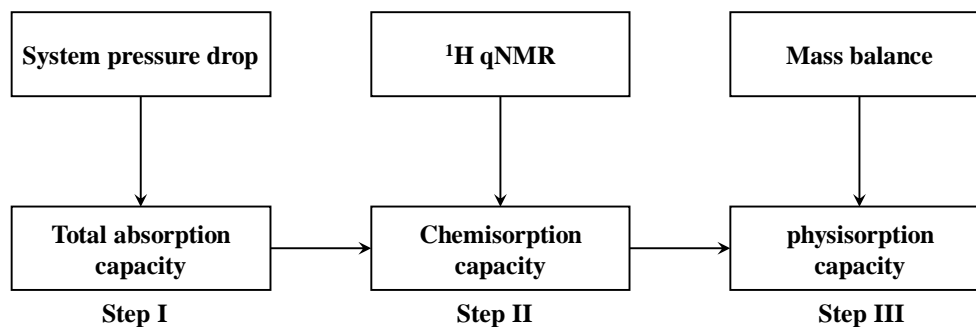 System pressure drop
¹H qNMR
Mass balance
Total absorption
capacity
Chemisorption
capacity
physisorption
capacity
Step I
Step II
Step III